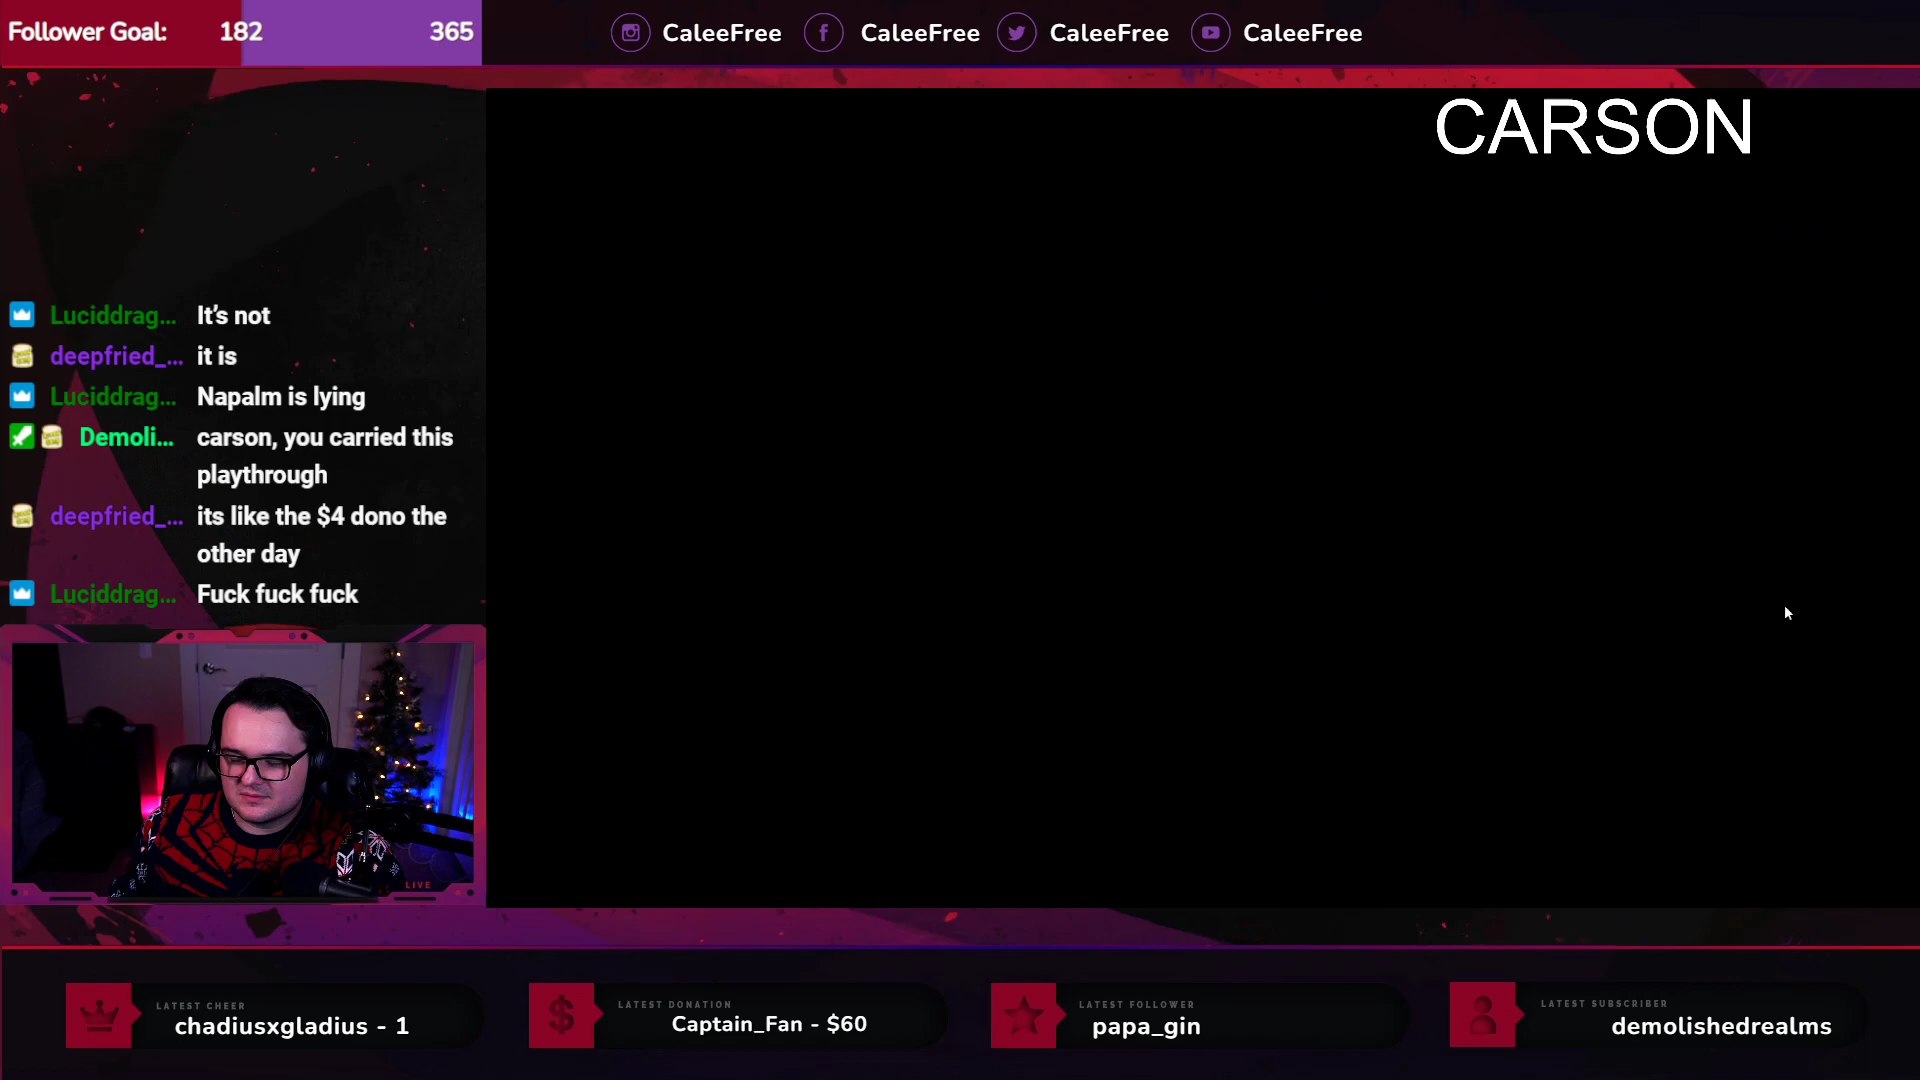 Follower Goal: 182 365
CaleeFree CaleeFree CaleeFree CaleeFree
CARSON
Luciddrag... It's not
deepfried_... it is
Luciddrag... Napalm is lying
Demoli... carson, you carried this
playthrough
deepfried_... its like the $4 dono the
other day
Luciddrag... Fuck fuck fuck
LIVE
LATEST CHEER
chadiusxgladius - 1
LATEST DONATION
Captain_Fan - $60
LATEST FOLLOWER
papa_gin
LATEST SUBSCRIBER
demolishedrealms